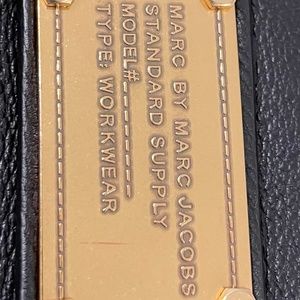 MARC BY MARC JACOBS
STANDARD SUPPLY
MODEL#
TYPE: WORKWEAR